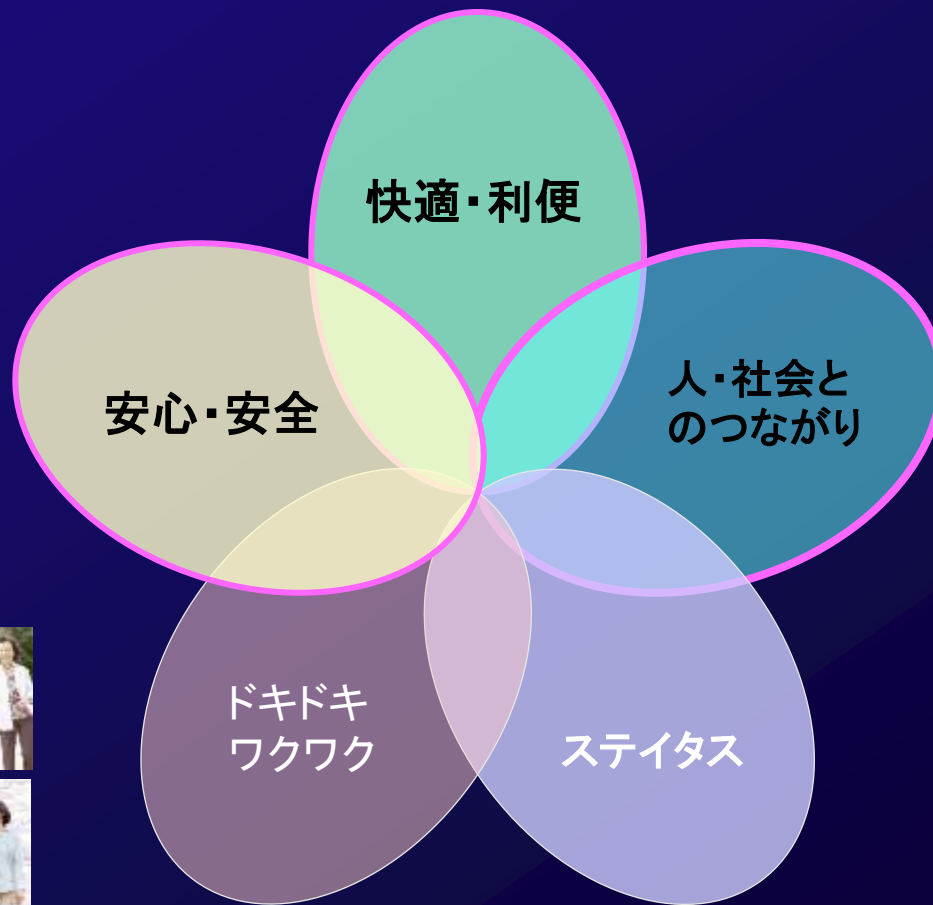 快適・利便
安心・安全
人・社会と
のつながり
ドキドキ
ワクワク
ステイタス